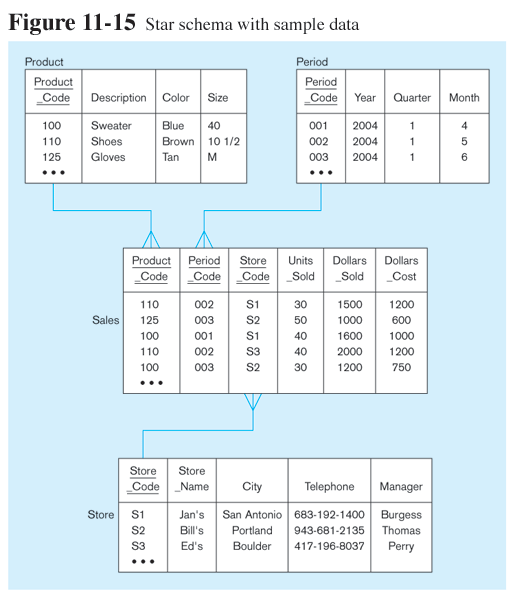 Figure 11-15 Star schema with sample data
Product
Product _Code Description Color Size
100 Sweater Blue 40
110 Shoes Brown 10 1/2
125 Gloves Tan M
•••
Period
Period _Code Year Quarter Month
001 2004 1 4
002 2004 1 5
003 2004 1 6
•••
Sales
Product _Code Period _Code Store _Code Units _Sold Dollars _Sold Dollars _Cost
110 002 S1 30 1500 1200
125 003 S2 50 1000 600
100 001 S1 40 1600 1000
110 002 S3 40 2000 1200
100 003 S2 30 1200 750
•••
Store
Store _Code Store _Name City Telephone Manager
S1 Jan's San Antonio 683-192-1400 Burgess
S2 Bill's Portland 943-681-2135 Thomas
S3 Ed's Boulder 417-196-8037 Perry
•••